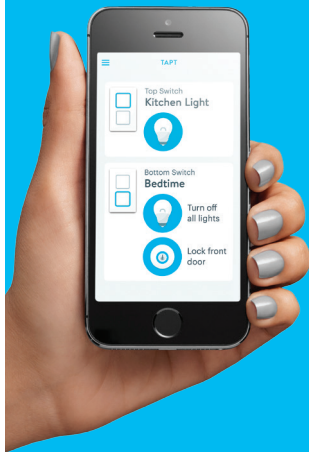 TAPT
Top Switch
Kitchen Light
Bottom Switch
Bedtime
Turn off
all lights
Lock front
door